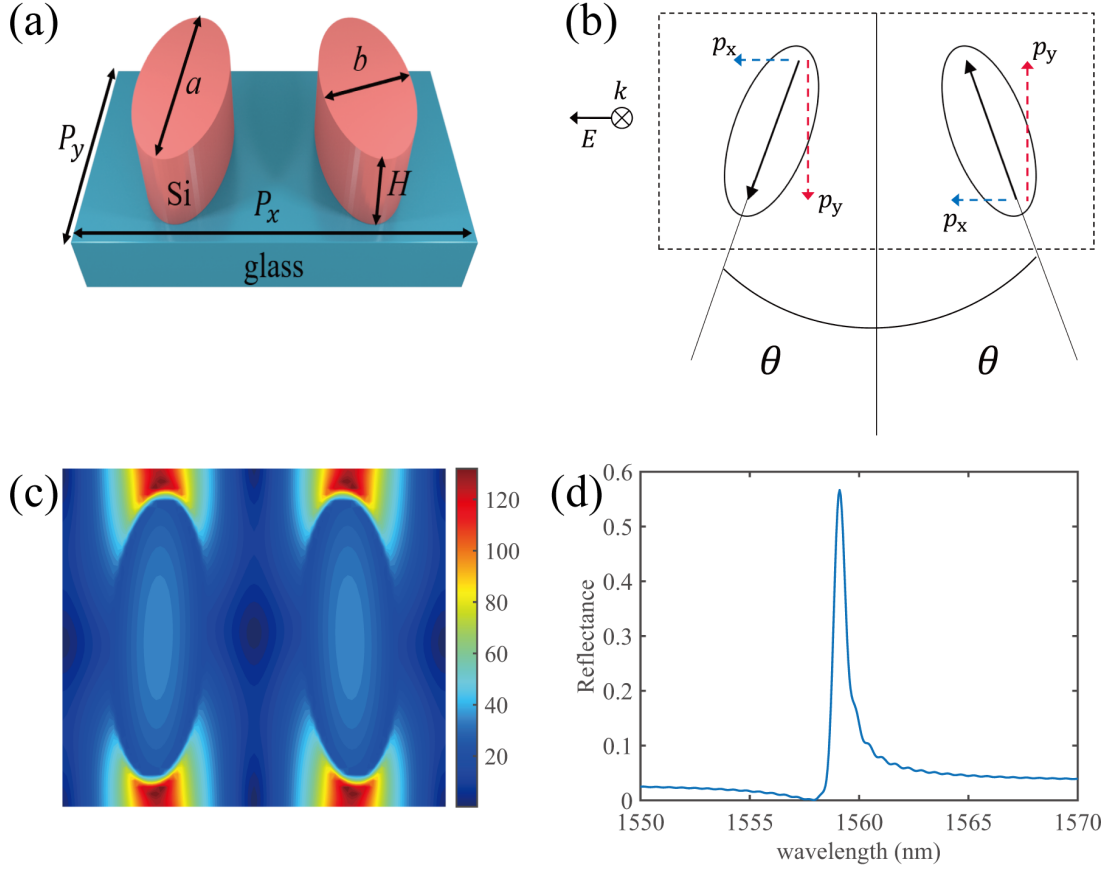 (a)
a
b
P_y
Si
H
P_x
glass
(b)
p_x
p_y
k
E
p_y
p_x
θ
θ
(c)
120
100
80
60
40
20
(d)
0.6
0.5
0.4
0.3
0.2
0.1
0
Reflectance
1550 1555 1560 1565 1570
wavelength (nm)